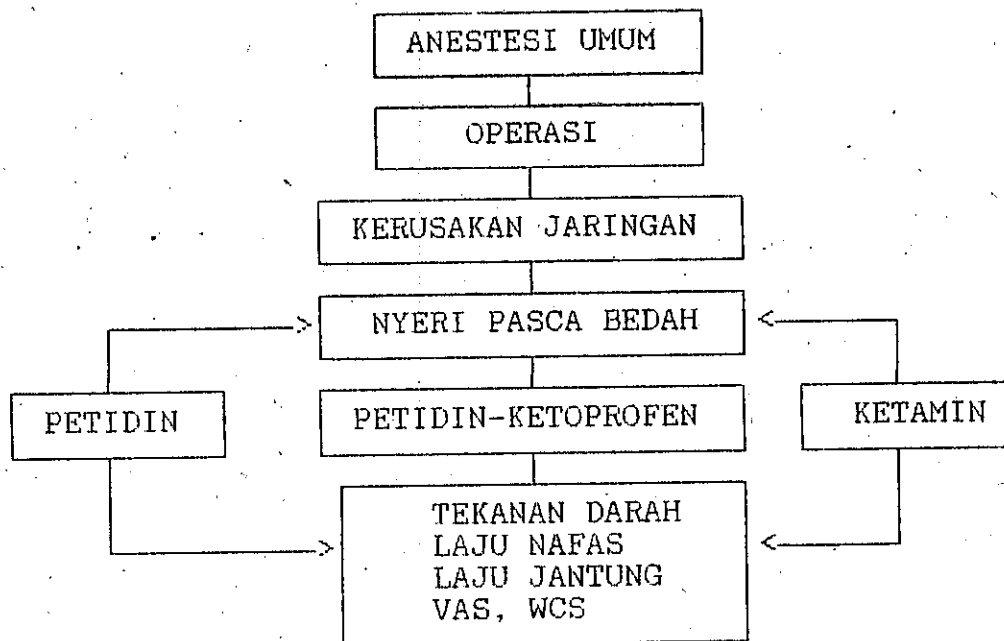 ANESTESI UMUM
OPERASI
KERUSAKAN JARINGAN
NYERI PASCA BEDAH
PETIDIN
PETIDIN-KETOPROFEN
KETAMIN
TEKANAN DARAH
LAJU NAFAS
LAJU JANTUNG
VAS, WCS